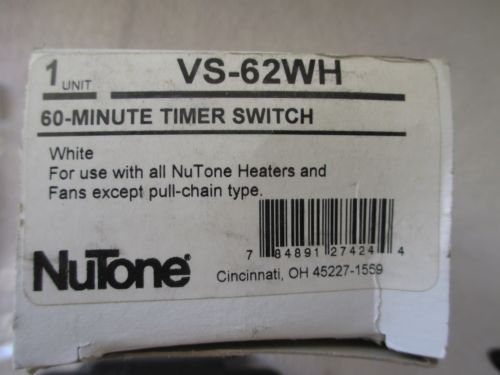 1 UNIT VS-62WH
60-MINUTE TIMER SWITCH
White
For use with all NuTone Heaters and
Fans except pull-chain type.
7 84891 27424 4
NuTone®
Cincinnati, OH 45227-1559